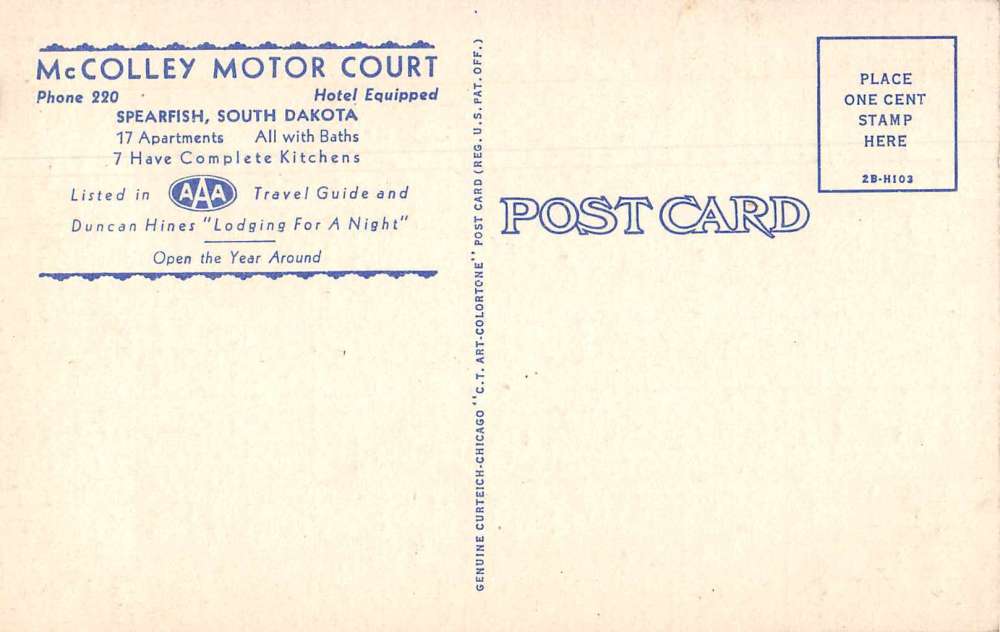 McCOLLEY MOTOR COURT
Phone 220 Hotel Equipped
SPEARFISH, SOUTH DAKOTA
17 Apartments All with Baths
7 Have Complete Kitchens
Listed in AAA Travel Guide and
Duncan Hines "Lodging For A Night"
Open the Year Around
GENUINE CURTEICH-CHICAGO "C.T. ART-COLORTONE" POST CARD (REG. U.S. PAT. OFF.)
POST CARD
PLACE
ONE CENT
STAMP
HERE
2B-H103